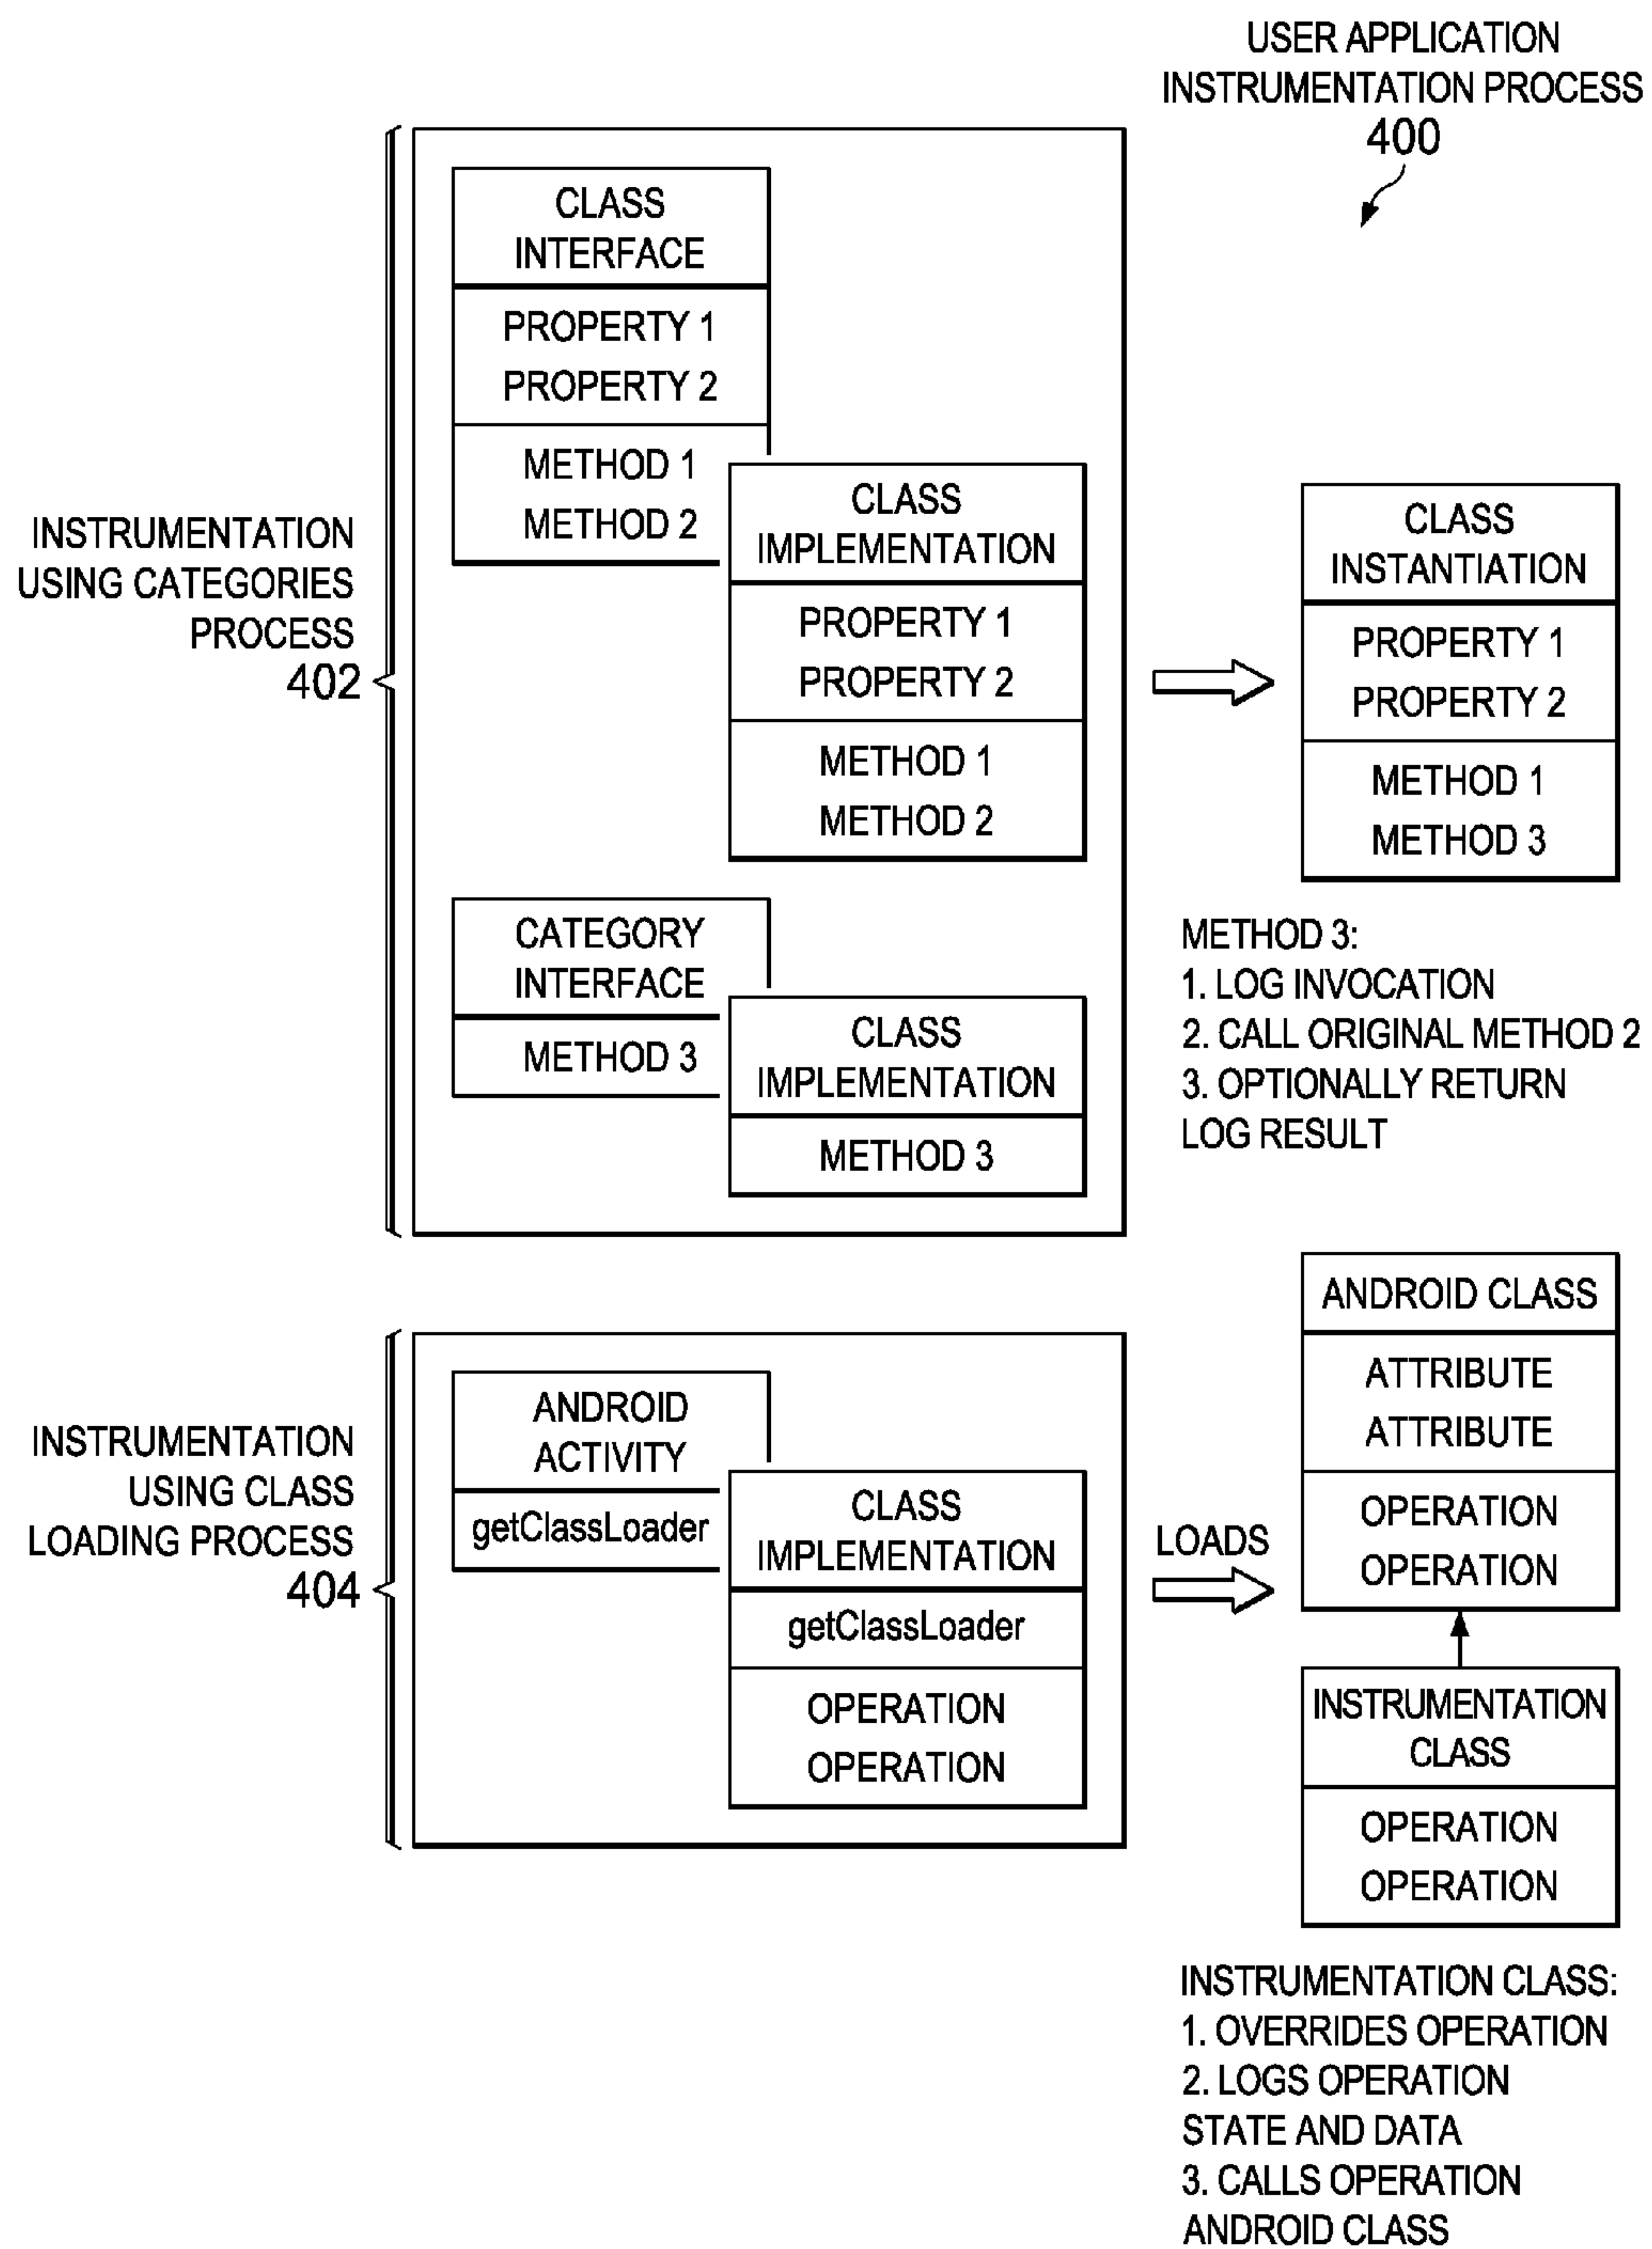 USER APPLICATION
INSTRUMENTATION PROCESS
400
INSTRUMENTATION
USING CATEGORIES
PROCESS
402
CLASS
INTERFACE
PROPERTY 1
PROPERTY 2
METHOD 1
METHOD 2
CLASS
IMPLEMENTATION
PROPERTY 1
PROPERTY 2
METHOD 1
METHOD 2
CATEGORY
INTERFACE
METHOD 3
CLASS
IMPLEMENTATION
METHOD 3
CLASS
INSTANTIATION
PROPERTY 1
PROPERTY 2
METHOD 1
METHOD 3
METHOD 3:
1. LOG INVOCATION
2. CALL ORIGINAL METHOD 2
3. OPTIONALLY RETURN
LOG RESULT
INSTRUMENTATION
USING CLASS
LOADING PROCESS
404
ANDROID
ACTIVITY
getClassLoader
CLASS
IMPLEMENTATION
getClassLoader
OPERATION
OPERATION
LOADS
ANDROID CLASS
ATTRIBUTE
ATTRIBUTE
OPERATION
OPERATION
INSTRUMENTATION
CLASS
OPERATION
OPERATION
INSTRUMENTATION CLASS:
1. OVERRIDES OPERATION
2. LOGS OPERATION
STATE AND DATA
3. CALLS OPERATION
ANDROID CLASS